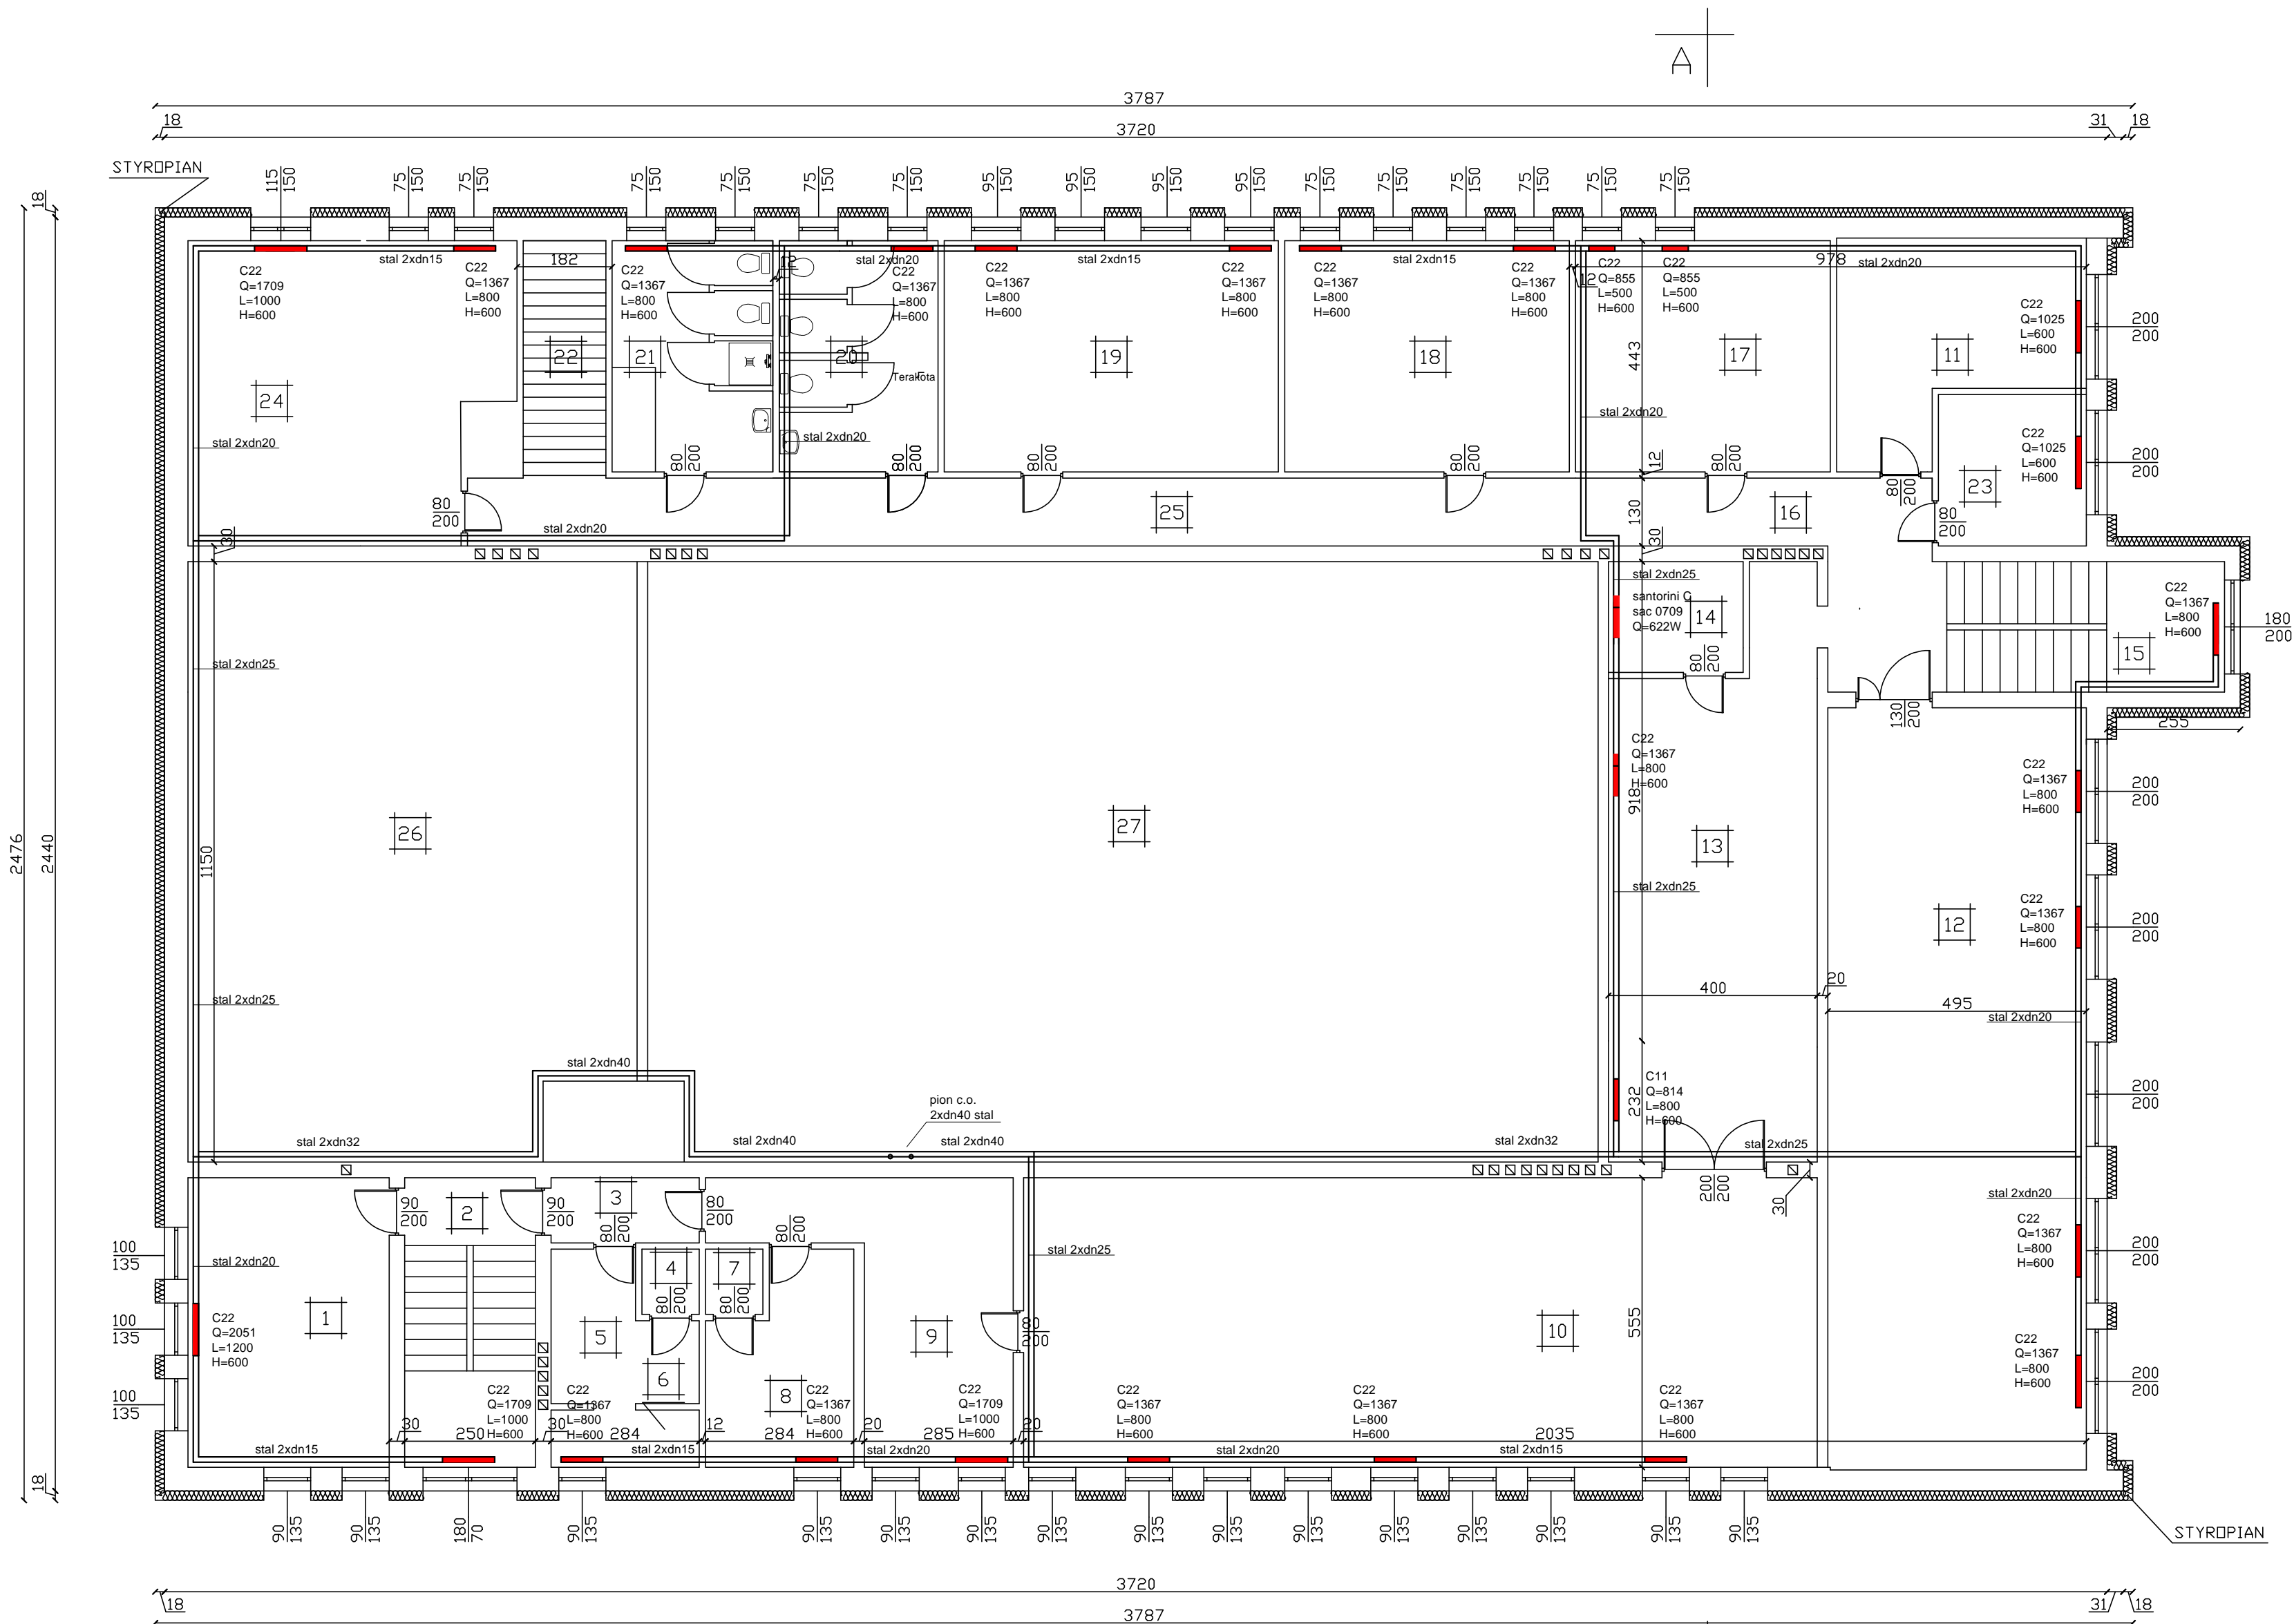 A
3787
18
3720
31
18
STYROPIAN
115
150
75
150
75
150
75
150
75
150
75
150
75
150
95
150
95
150
95
150
95
150
75
150
75
150
75
150
75
150
75
150
75
150
18
stal 2xdn15
182
12
stal 2xdn20
stal 2xdn15
stal 2xdn15
978
stal 2xdn20
C22
Q=1709
L=1000
H=600
C22
Q=1367
L=800
H=600
C22
Q=1367
L=800
H=600
C22
Q=1367
L=800
H=600
C22
Q=1367
L=800
H=600
C22
Q=1367
L=800
H=600
C22
Q=1367
L=800
H=600
C22
Q=1367
L=800
H=600
12
C22
Q=855
L=500
H=600
C22
Q=855
L=500
H=600
C22
Q=1025
L=600
H=600
200
200
22
21
20
19
18
443
17
11
Terakota
24
stal 2xdn20
stal 2xdn20
stal 2xdn20
C22
Q=1025
L=600
H=600
200
200
80
200
80
200
80
200
80
200
12
80
200
80
200
23
80
200
30
stal 2xdn20
25
130
30
16
80
200
stal 2xdn25
santorini C
sac 0709
Q=622W
14
80
200
C22
Q=1367
L=800
H=600
180
200
15
stal 2xdn25
130
200
255
C22
Q=1367
L=800
H=600
918
C22
Q=1367
L=800
H=600
200
200
2476
2440
1150
26
27
13
stal 2xdn25
C22
Q=1367
L=800
H=600
12
200
200
stal 2xdn25
400
20
495
stal 2xdn20
stal 2xdn40
C11
Q=814
L=800
H=600
232
200
200
pion c.o.
2xdn40 stal
stal 2xdn32
stal 2xdn40
stal 2xdn40
stal 2xdn32
stal 2xdn25
200
200
30
stal 2xdn20
90
200
2
90
200
3
80
200
80
200
80
200
C22
Q=1367
L=800
H=600
200
200
100
135
stal 2xdn20
4
7
80
200
80
200
stal 2xdn25
100
135
C22
Q=2051
L=1200
H=600
1
5
9
80
200
555
10
C22
Q=1367
L=800
H=600
200
200
100
135
6
8
C22
Q=1709
L=1000
H=600
C22
Q=1367
L=800
H=600
C22
Q=1367
L=800
H=600
C22
Q=1709
L=1000
H=600
C22
Q=1367
L=800
H=600
C22
Q=1367
L=800
H=600
C22
Q=1367
L=800
H=600
30
250
30
284
12
284
20
285
20
2035
stal 2xdn15
stal 2xdn15
stal 2xdn20
stal 2xdn20
stal 2xdn15
18
90
135
90
135
180
70
90
135
90
135
90
135
90
135
90
135
90
135
90
135
90
135
90
135
90
135
90
135
90
135
90
135
STYROPIAN
3720
18
31
18
3787